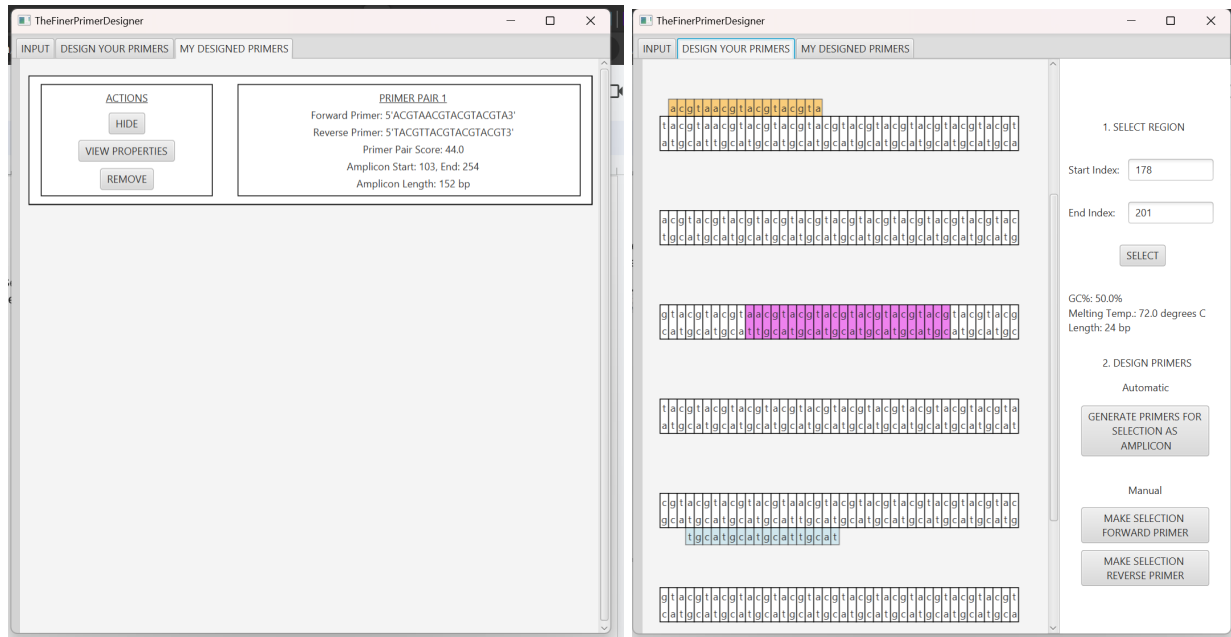 TheFinerPrimerDesigner
INPUT DESIGN YOUR PRIMERS MY DESIGNED PRIMERS
ACTIONS
HIDE
VIEW PROPERTIES
REMOVE
PRIMER PAIR 1
Forward Primer: 5'ACGTAACGTACGTACGTA3'
Reverse Primer: 5'TACGTTACGTACGTACGT3'
Primer Pair Score: 44.0
Amplicon Start: 103, End: 254
Amplicon Length: 152 bp
TheFinerPrimerDesigner
INPUT DESIGN YOUR PRIMERS MY DESIGNED PRIMERS
acgtaacgtacgtacgta
tacgtaacgtacgtacgtacgtacgtacgtacgtacgtacgt
atgcattgcatgcatgcatgcatgcatgcatgcatgcatgca
acgtacgtacgtacgtacgtacgtacgtacgtacgtacgtac
tgcatgcatgcatgcatgcatgcatgcatgcatgcatgcatg
gtacgtacgtaacgtacgtacgtacgtacgtacgtacgtacg
catgcatgcattgcatgcatgcatgcatgcatgcatgcatgc
tacgtacgtacgtacgtacgtacgtacgtacgtacgtacgta
atgcatgcatgcatgcatgcatgcatgcatgcatgcatgcat
cgtacgtacgtacgtaacgtacgtacgtacgtacgtacgtac
gcatgcatgcatgcattgcatgcatgcatgcatgcatgcatg
tgcatgcatgcattgcat
gtacgtacgtacgtacgtacgtacgtacgtacgtacgtacgt
catgcatgcatgcatgcatgcatgcatgcatgcatgcatgca
1. SELECT REGION
Start Index: 178
End Index: 201
SELECT
GC%: 50.0%
Melting Temp.: 72.0 degrees C
Length: 24 bp
2. DESIGN PRIMERS
Automatic
GENERATE PRIMERS FOR
SELECTION AS
AMPLICON
Manual
MAKE SELECTION
FORWARD PRIMER
MAKE SELECTION
REVERSE PRIMER